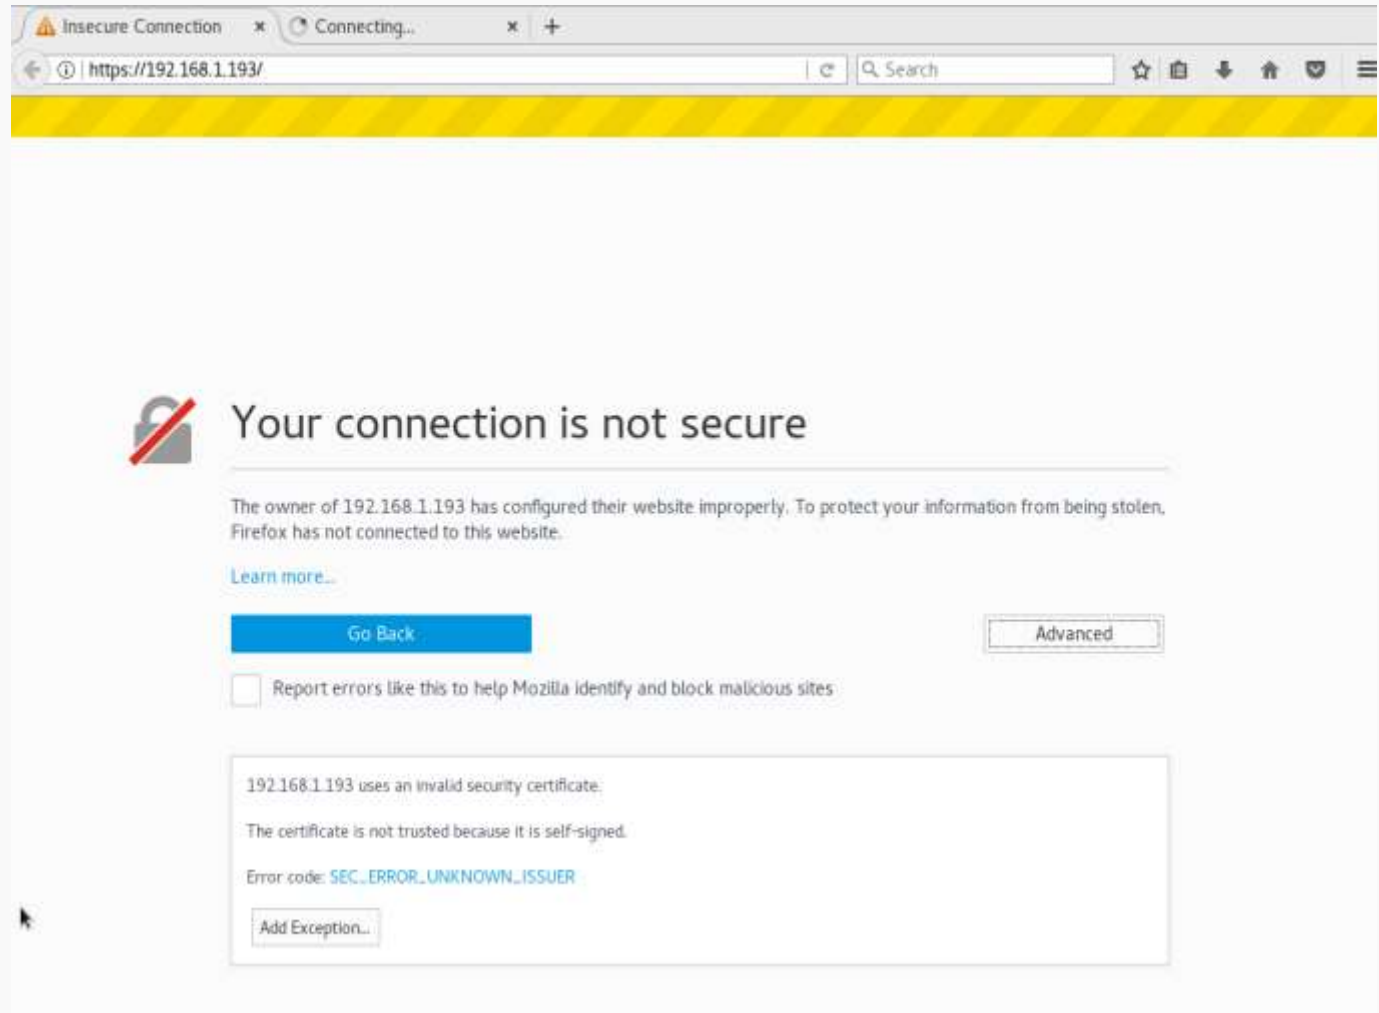 Insecure Connection
Connecting...
https://192.168.1.193/
Search
Your connection is not secure
The owner of 192.168.1.193 has configured their website improperly. To protect your information from being stolen,
Firefox has not connected to this website.
Learn more...
Go Back
Advanced
Report errors like this to help Mozilla identify and block malicious sites
192.168.1.193 uses an invalid security certificate.
The certificate is not trusted because it is self-signed.
Error code: SEC_ERROR_UNKNOWN_ISSUER
Add Exception...